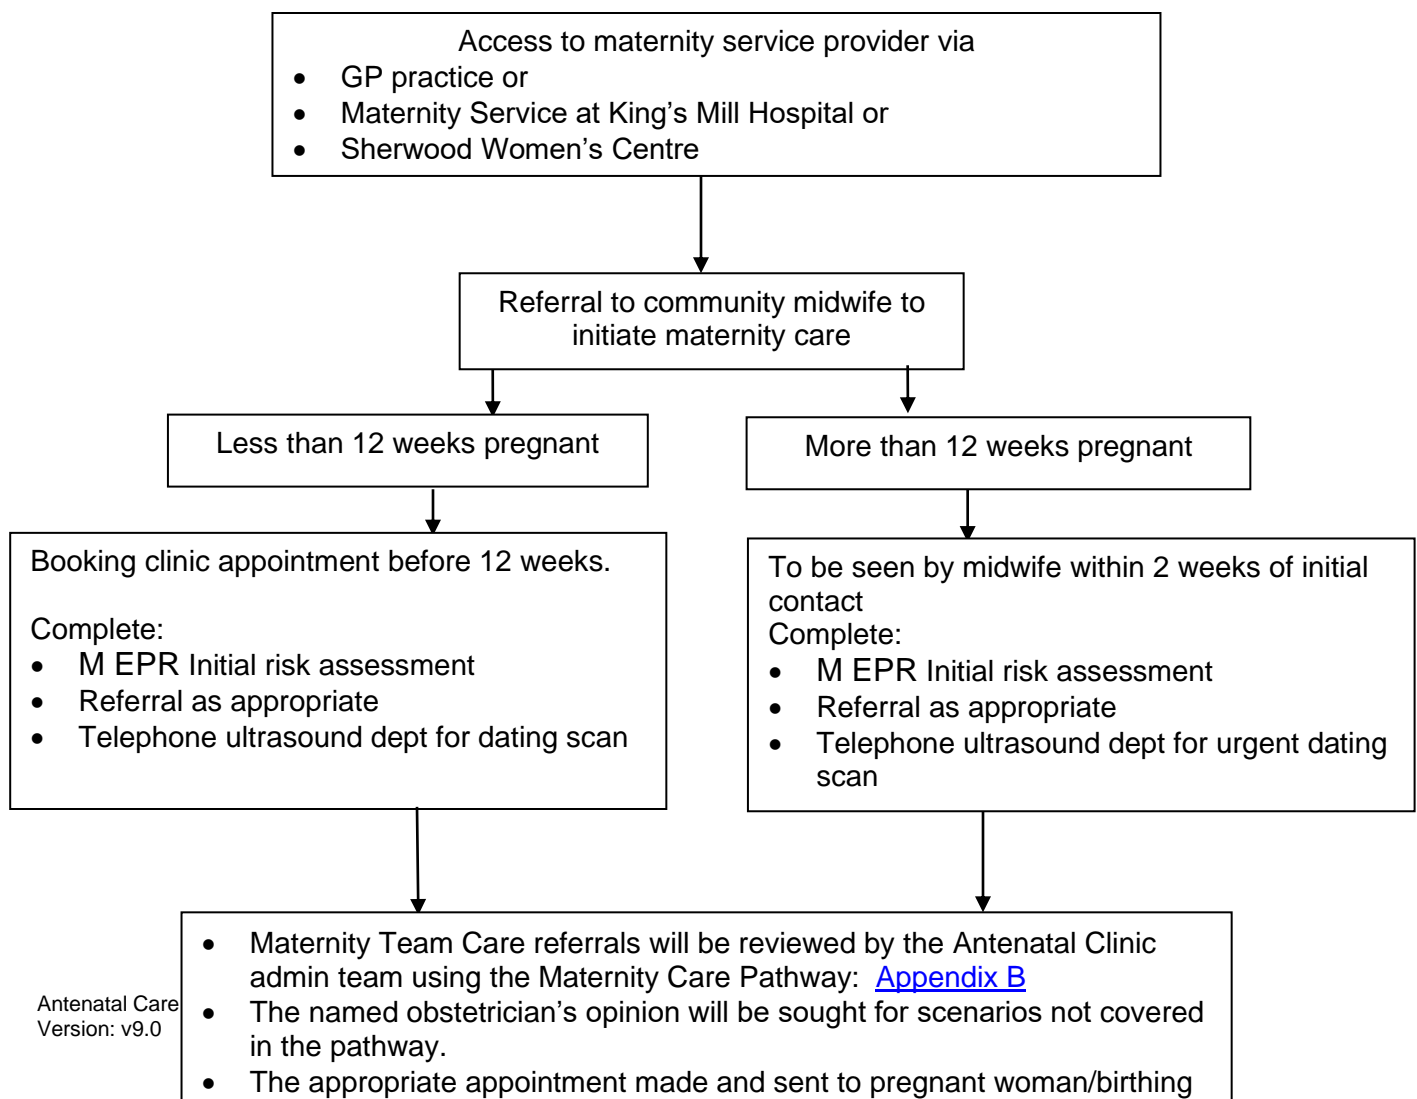 Access to maternity service provider via
• GP practice or
• Maternity Service at King’s Mill Hospital or
• Sherwood Women’s Centre
Referral to community midwife to
initiate maternity care
Less than 12 weeks pregnant
More than 12 weeks pregnant
Booking clinic appointment before 12 weeks.
Complete:
• M EPR Initial risk assessment
• Referral as appropriate
• Telephone ultrasound dept for dating scan
To be seen by midwife within 2 weeks of initial
contact
Complete:
• M EPR Initial risk assessment
• Referral as appropriate
• Telephone ultrasound dept for urgent dating
scan
• Maternity Team Care referrals will be reviewed by the Antenatal Clinic
admin team using the Maternity Care Pathway: Appendix B
• The named obstetrician’s opinion will be sought for scenarios not covered
in the pathway.
• The appropriate appointment made and sent to pregnant woman/birthing
Antenatal Care
Version: v9.0